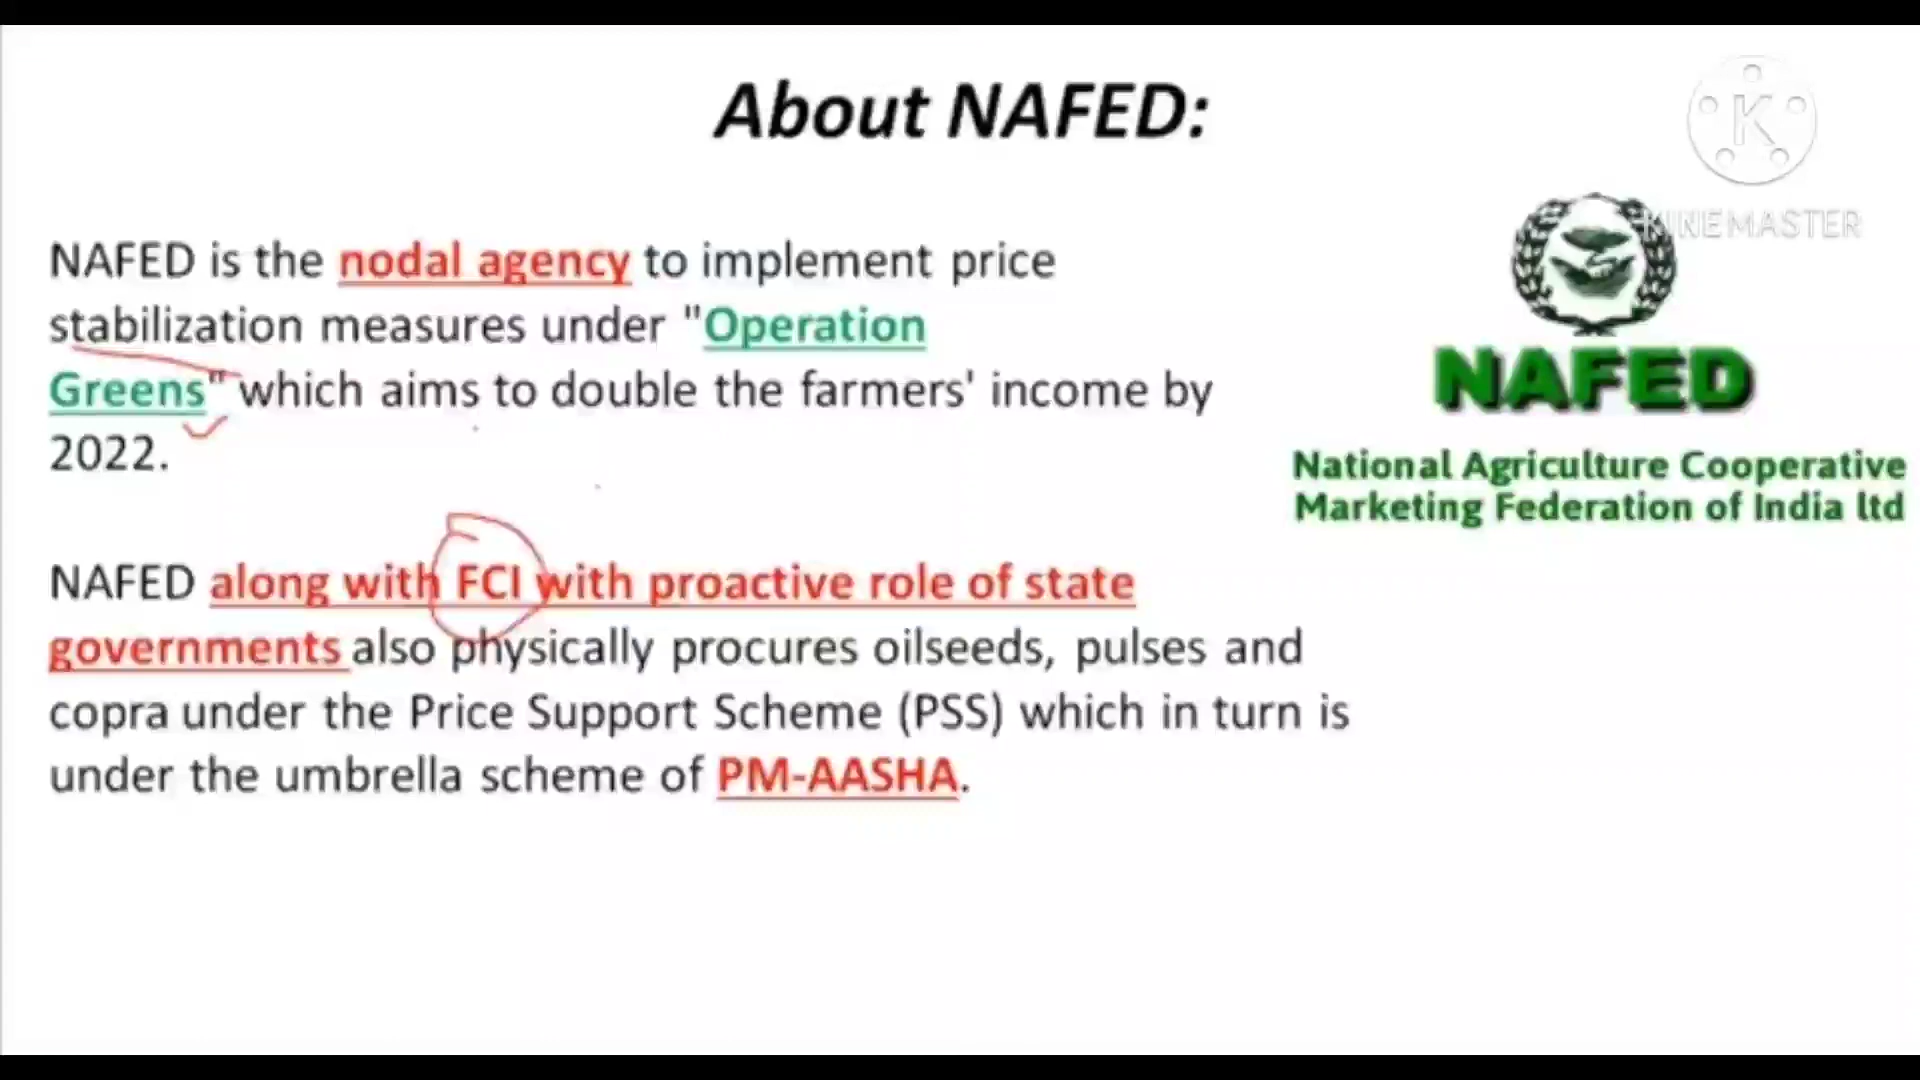 About NAFED:
K
KINEMASTER
NAFED is the nodal agency to implement price
stabilization measures under "Operation
Greens" which aims to double the farmers' income by
2022.
NAFED
National Agriculture Cooperative
Marketing Federation of India ltd
NAFED along with FCI with proactive role of state
governments also physically procures oilseeds, pulses and
copra under the Price Support Scheme (PSS) which in turn is
under the umbrella scheme of PM-AASHA.